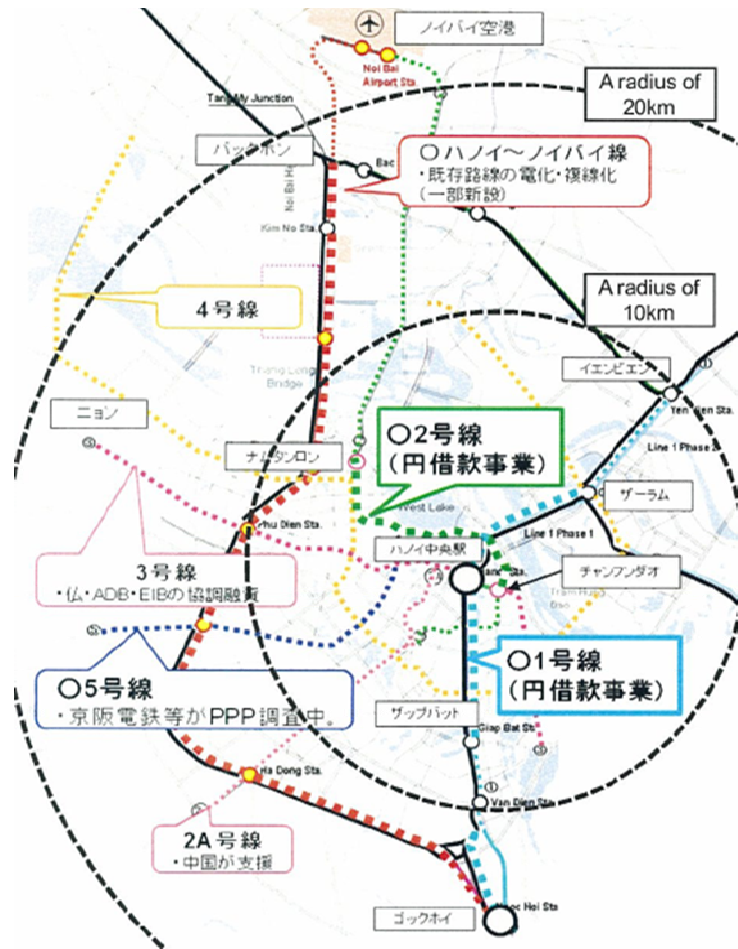 ノイバイ空港
Noi Bai
Airport Sta.
A radius of
20km
Tang My Junction
バックホン
Bac
○ハノイ～ノイバイ線
・既存路線の電化・複線化
(一部新設)
Kim No Sta.
4号線
A radius of
10km
Thang Long
Bridge
イエンビエン
Yen Vien Sta.
ニョン
ナムタンロン
○2号線
(円借款事業)
Line 1 Phase 2
ザーラム
West Lake
Phu Dien Sta.
Line 1 Phase 1
ハノイ中央駅
チャンフンダオ
3号線
・仏・ADB・EIBの協調融資
○5号線
・京阪電鉄等がPPP調査中。
○1号線
(円借款事業)
ザップバット
Giap Bat St
Ha Dong Sta.
Van Dien Sta.
2A号線
・中国が支援
ゴックホイ
Hoi Sta